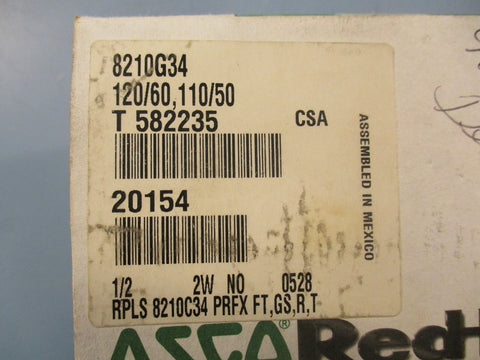 8210G34
120/60,110/50
T 582235 CSA
ASSEMBLED IN MEXICO
20154
1/2 2W NO 0528
RPLS 8210C34 PRFX FT,GS,R,T
ASCA® Red